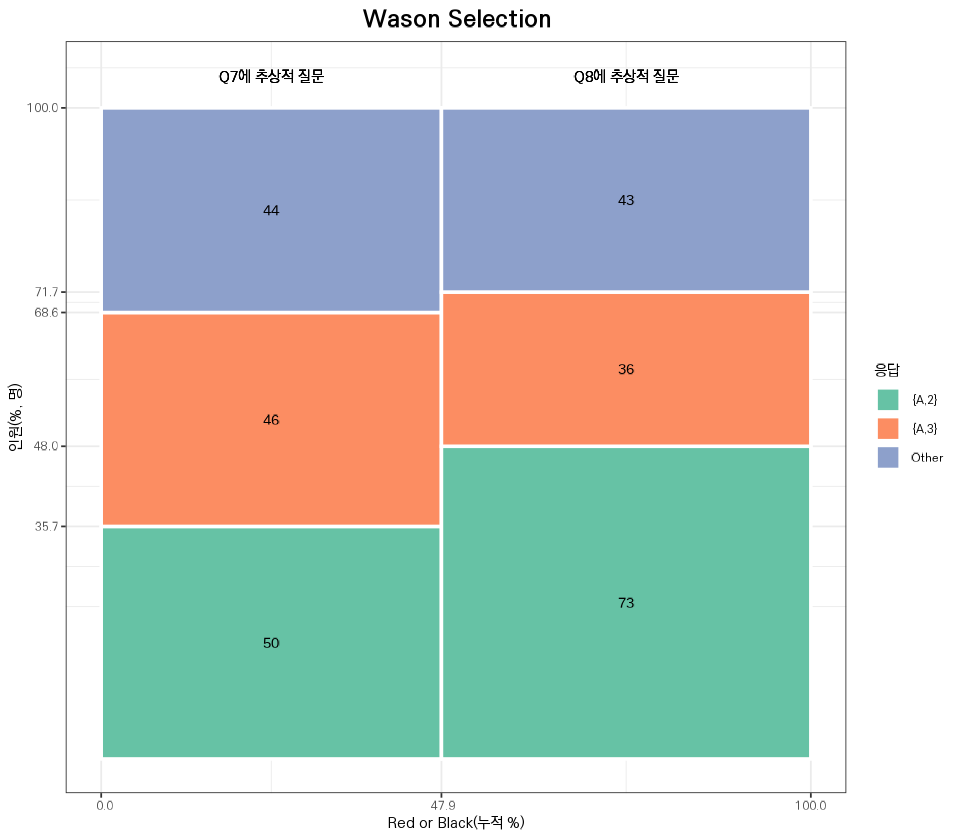 Wason Selection
Q7에 추상적 질문
Q8에 추상적 질문
100.0
71.7
68.6
48.0
35.7
인원(%, 명)
44
43
46
36
50
73
0.0
47.9
100.0
Red or Black(누적 %)
응답
{A,2}
{A,3}
Other